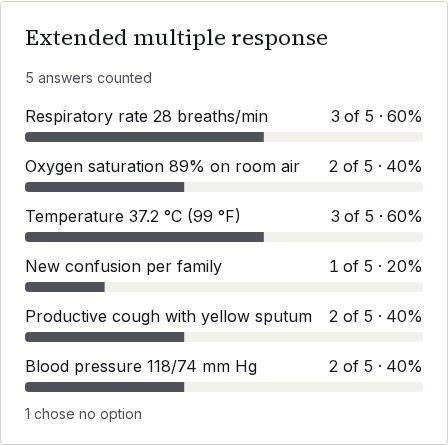 Extended multiple response
5 answers counted
Respiratory rate 28 breaths/min 3 of 5 · 60%
Oxygen saturation 89% on room air 2 of 5 · 40%
Temperature 37.2 °C (99 °F) 3 of 5 · 60%
New confusion per family 1 of 5 · 20%
Productive cough with yellow sputum 2 of 5 · 40%
Blood pressure 118/74 mm Hg 2 of 5 · 40%
1 chose no option